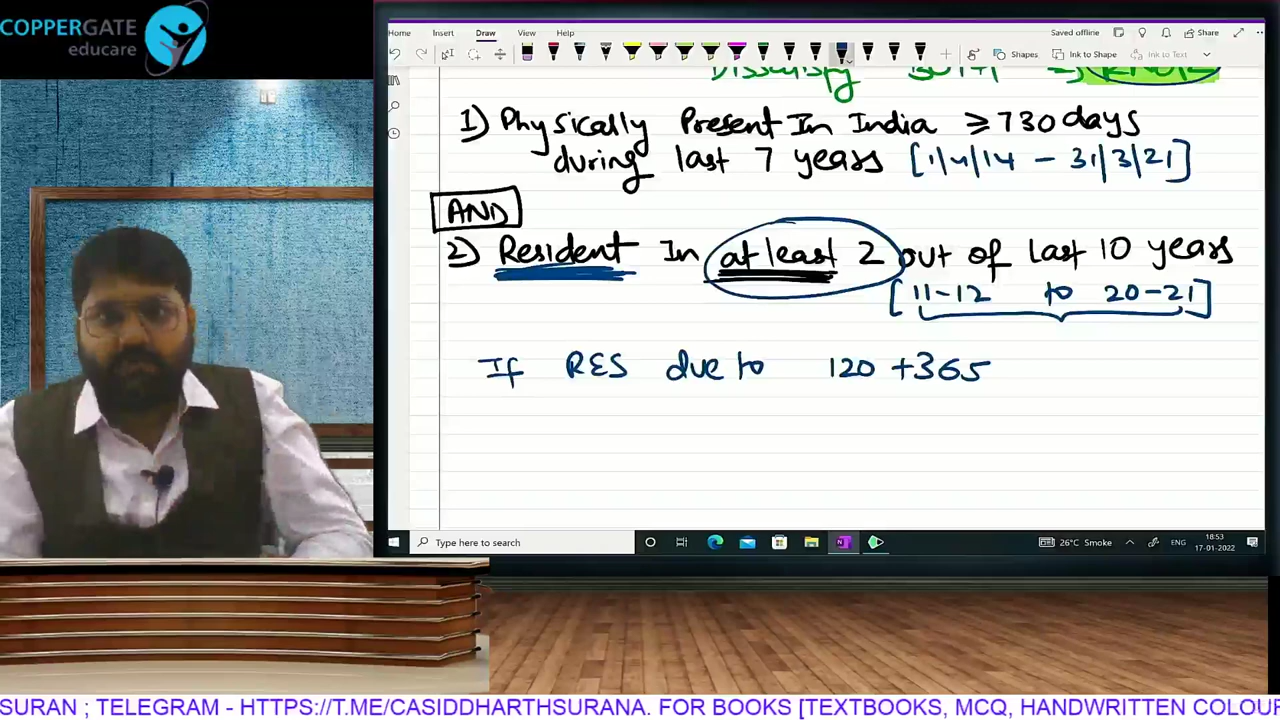 COPPERGATE
educare
Home Insert Draw View Help
Saved offline
Share
Shapes
Ink to Shape
Ink to Text
Dissatisfy Both
1) Physically Present In India ≥ 730 days
during last 7 years [1/4/14 - 31/3/21]
AND
2) Resident In at least 2 out of last 10 years
[11-12 to 20-21]
If RES due to 120 + 365
Type here to search
26°C Smoke
ENG
18:53
17-01-2022
SURAN ; TELEGRAM - HTTPS://T.ME/CASIDDHARTHSURANA. FOR BOOKS [TEXTBOOKS, MCQ, HANDWRITTEN COLOUR